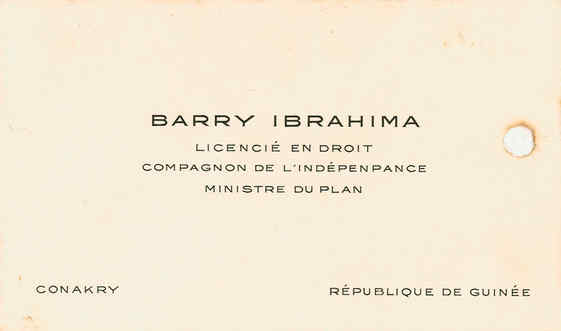 BARRY IBRAHIMA
LICENCIÉ EN DROIT
COMPAGNON DE L'INDÉPENPANCE
MINISTRE DU PLAN
CONAKRY
RÉPUBLIQUE DE GUINÉE